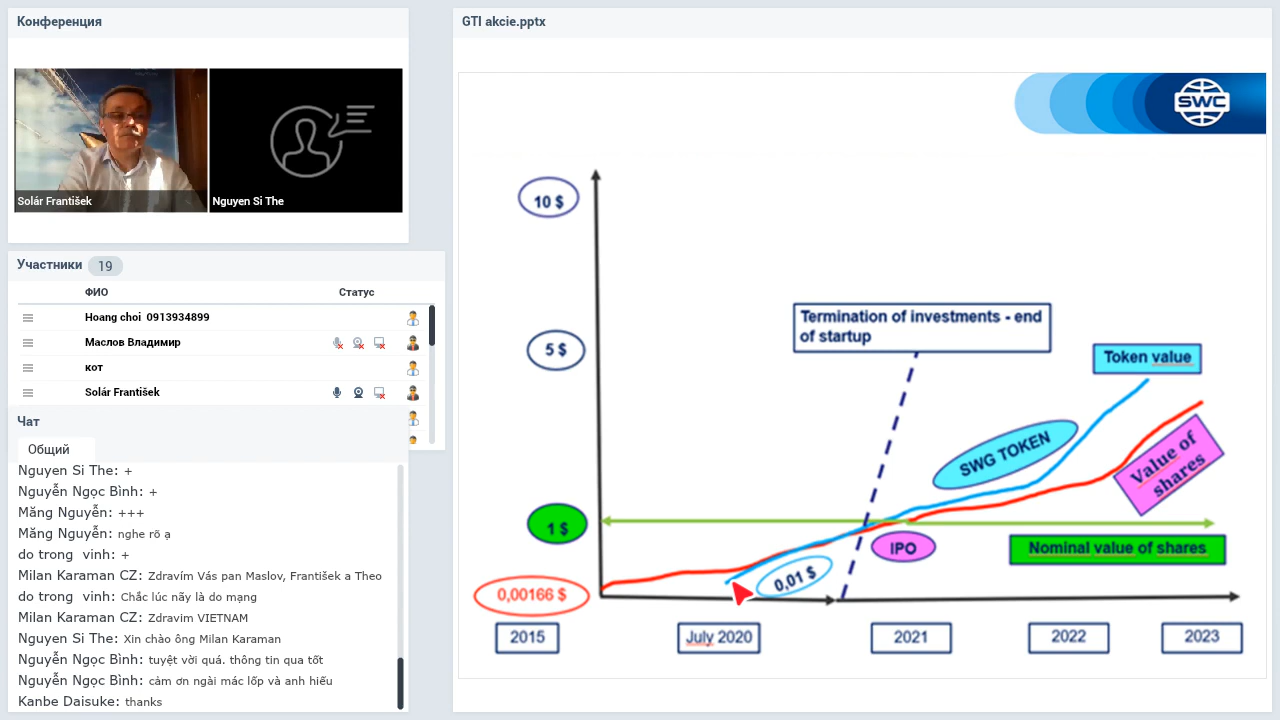 Конференция
Solár František
Nguyen Si The
Участники 19
ФИО Статус
Hoang choi 0913934899
Маслов Владимир
кот
Solár František
Чат
Общий
Nguyen Si The: +
Nguyễn Ngọc Bình: +
Măng Nguyễn: +++
Măng Nguyễn: nghe rõ ạ
do trong vinh: +
Milan Karaman CZ: Zdravím Vás pan Maslov, František a Theo
do trong vinh: Chắc lúc nãy là do mạng
Milan Karaman CZ: Zdravim VIETNAM
Nguyen Si The: Xin chào ông Milan Karaman
Nguyễn Ngọc Bình: tuyệt vời quá. thông tin qua tốt
Nguyễn Ngọc Bình: cảm ơn ngài mác lốp và anh hiếu
Kanbe Daisuke: thanks
GTI akcie.pptx
SWC
10 $
5 $
1 $
0,00166 $
Termination of investments - end
of startup
Token value
SWG TOKEN
Value of
shares
IPO
0,01 $
Nominal value of shares
2015
July 2020
2021
2022
2023